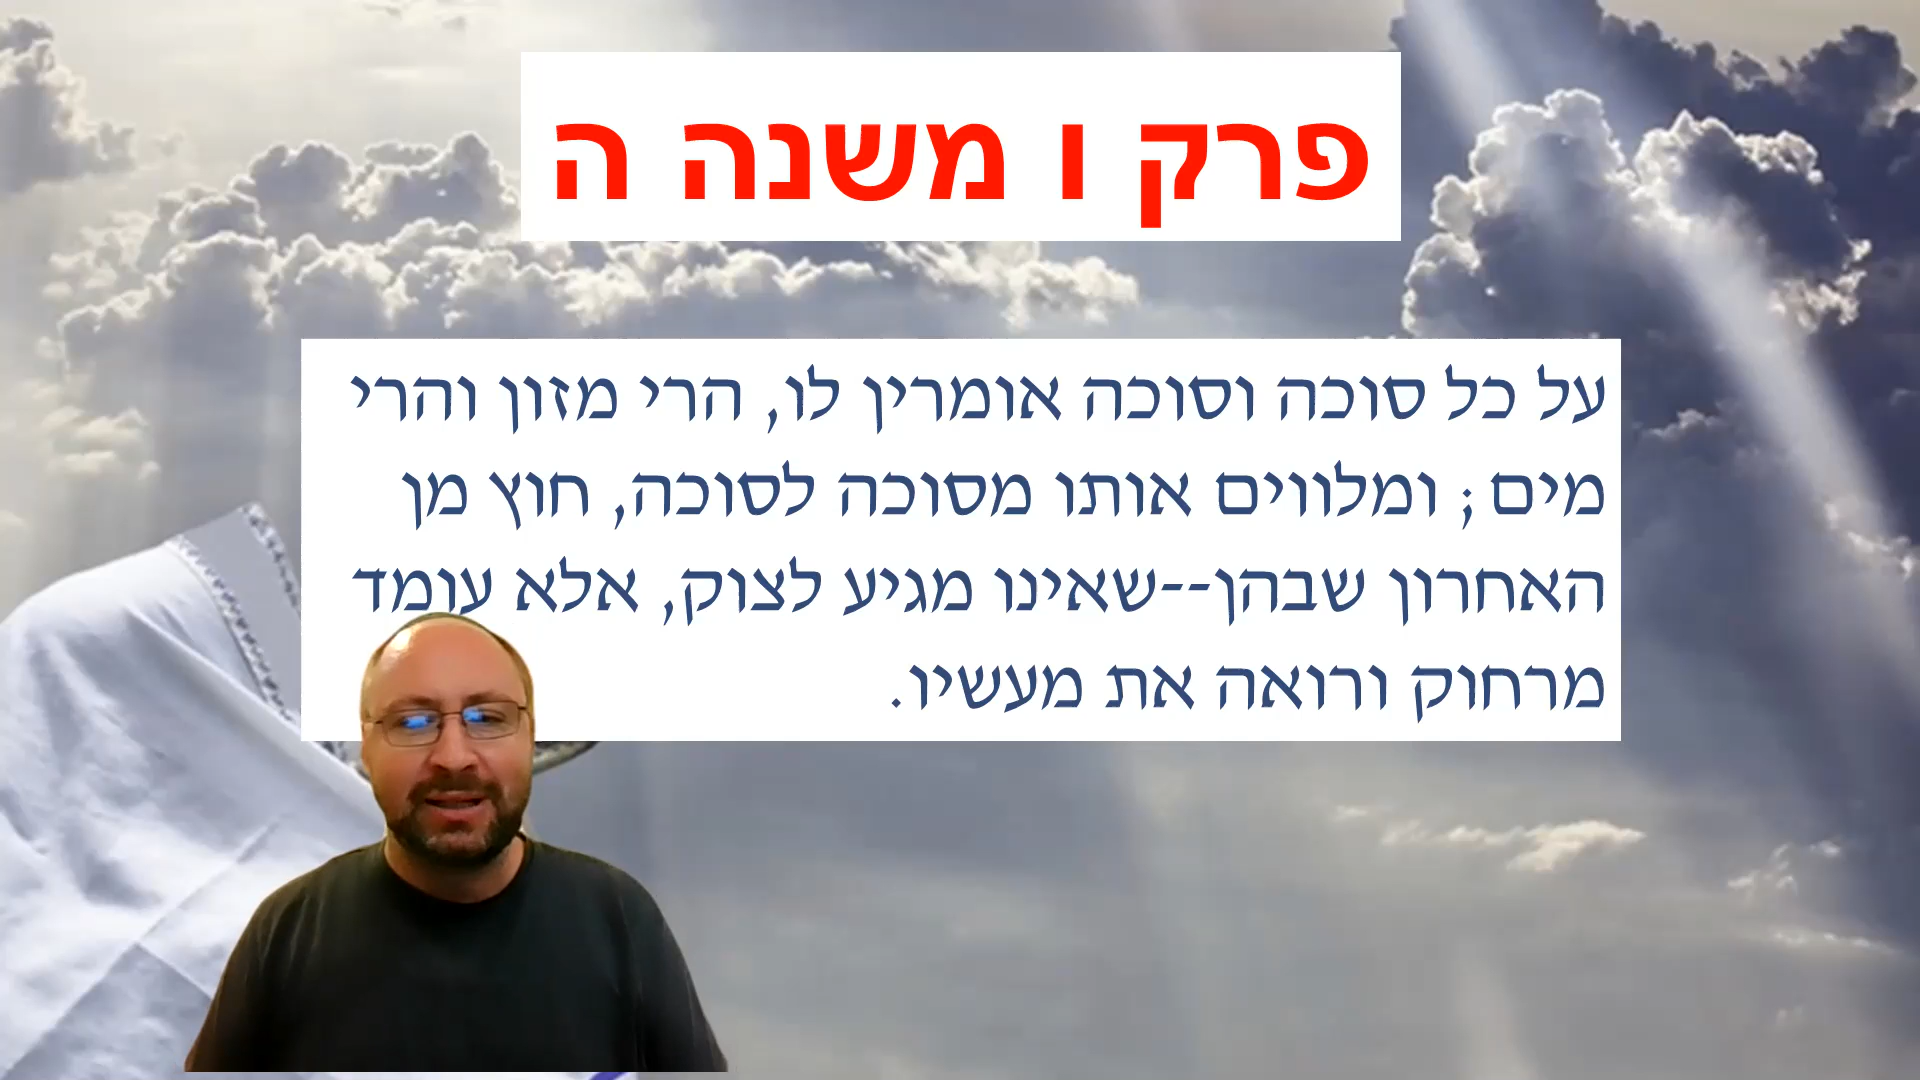 פרק ו משנה ה
על כל סוכה וסוכה אומרין לו, הרי מזון והרי
מים; ומלווים אותו מסוכה לסוכה, חוץ מן
האחרון שבהן--שאינו מגיע לצוק, אלא עומד
מרחוק ורואה את מעשיו.